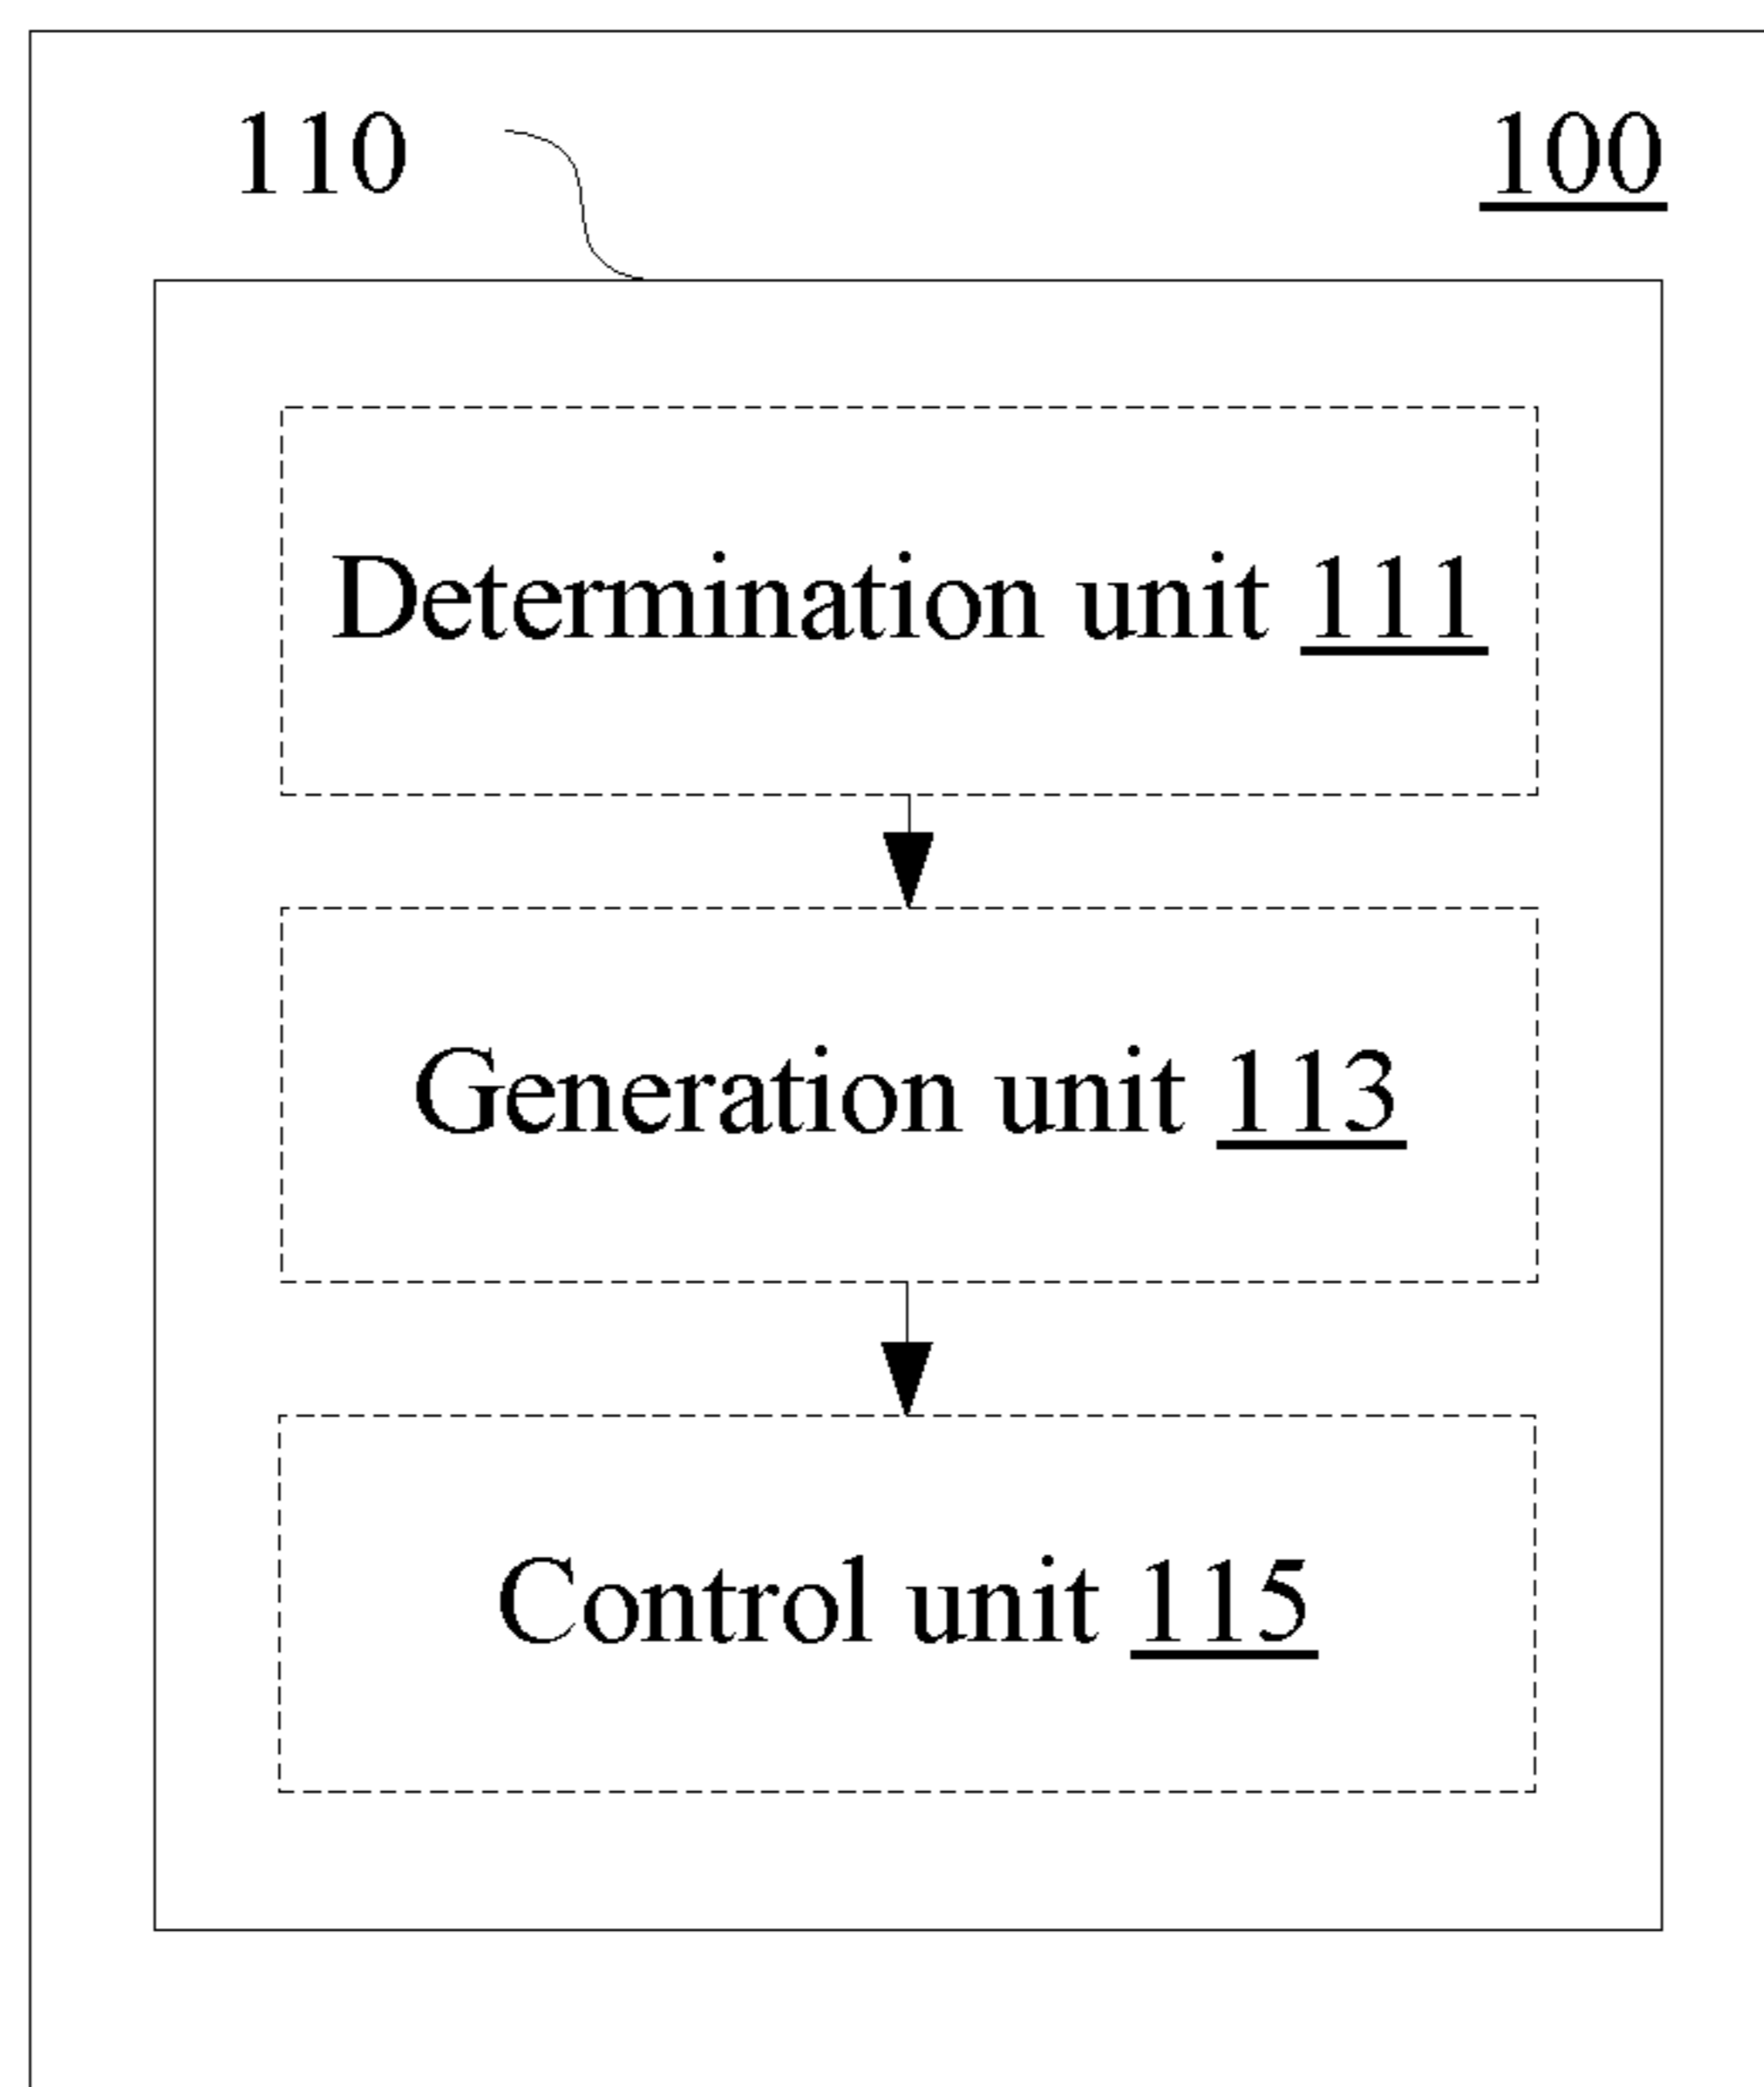 110 100
Determination unit 111
Generation unit 113
Control unit 115